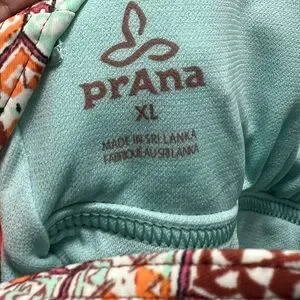 prAna
XL
MADE IN SRI LANKA
FABRIQUÉ AU SRI LANKA